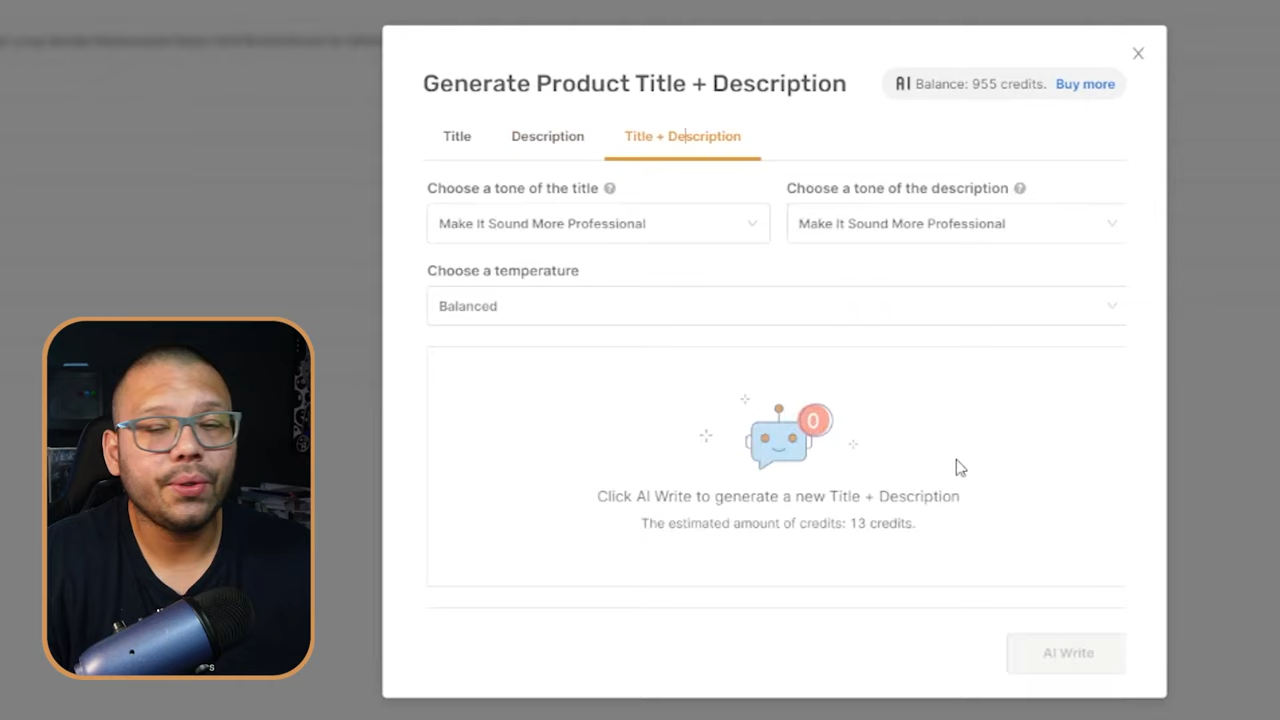 Generate Product Title + Description
AI Balance: 955 credits. Buy more
Title
Description
Title + Description
Choose a tone of the title
Choose a tone of the description
Make It Sound More Professional
Make It Sound More Professional
Choose a temperature
Balanced
0
Click AI Write to generate a new Title + Description
The estimated amount of credits: 13 credits.
AI Write